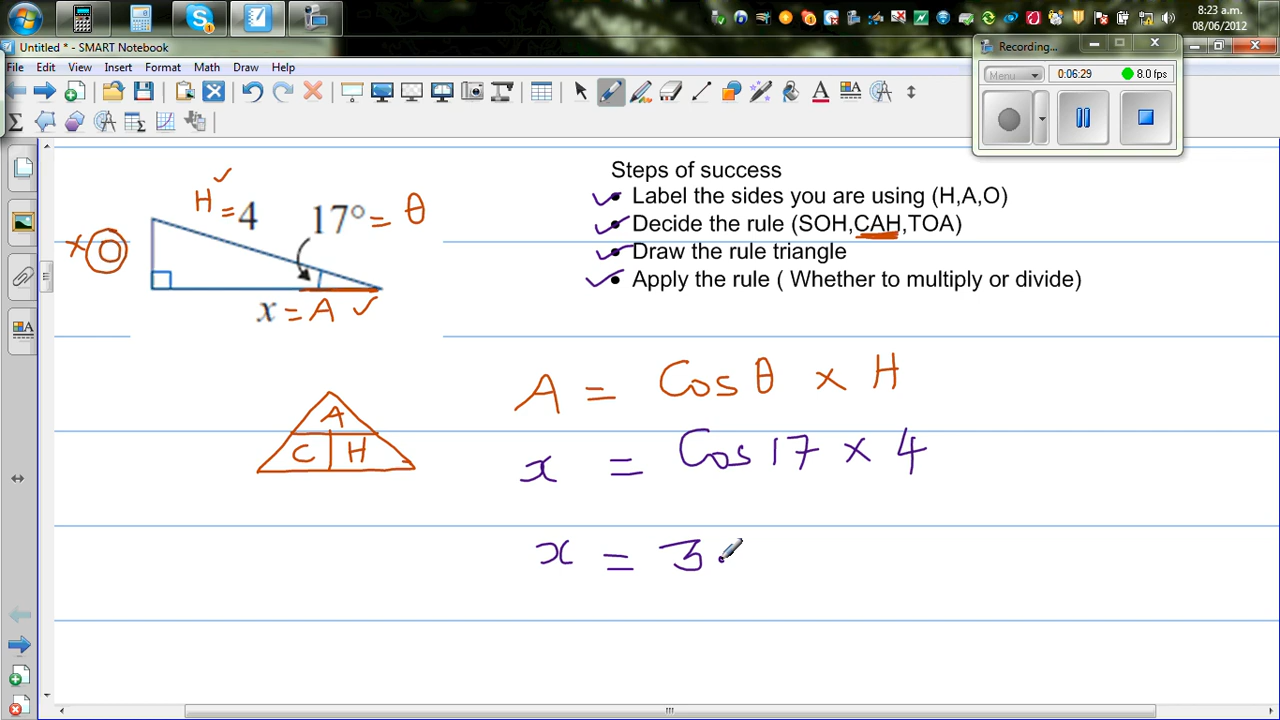 8:23 a.m.
08/06/2012
Untitled * - SMART Notebook
File Edit View Insert Format Math Draw Help
Recording...
Menu 0:06:29 8.0 fps
Steps of success
• Label the sides you are using (H,A,O)
• Decide the rule (SOH,CAH,TOA)
• Draw the rule triangle
• Apply the rule ( Whether to multiply or divide)
H = 4
17° = θ
x O
x = A
A
C H
A = Cos θ × H
x = Cos 17 × 4
x = 3.